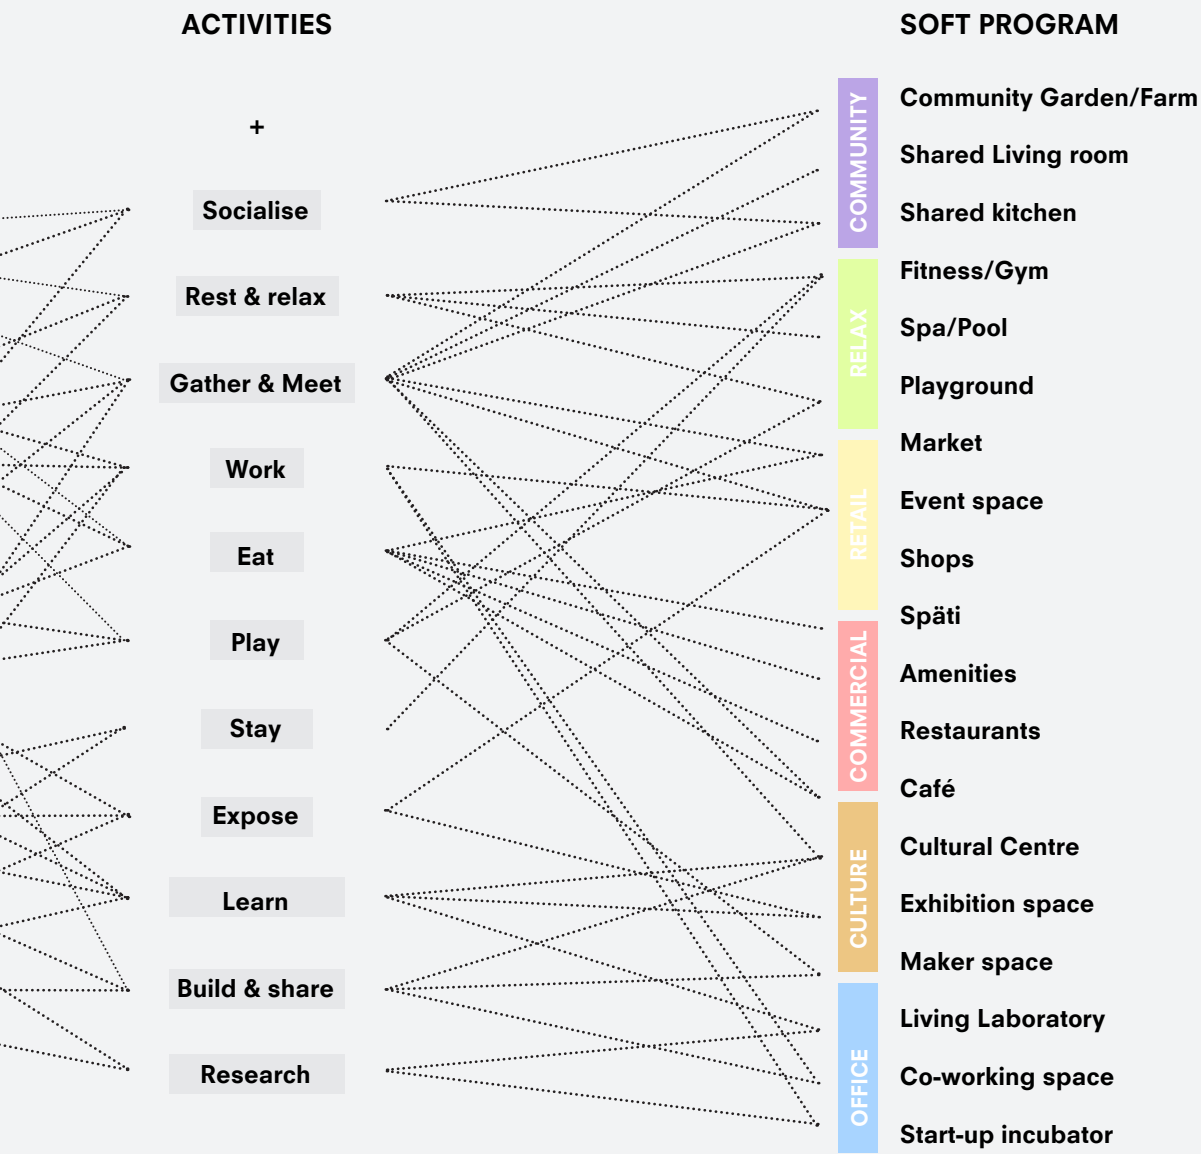 ACTIVITIES
+
Socialise
Rest & relax
Gather & Meet
Work
Eat
Play
Stay
Expose
Learn
Build & share
Research
SOFT PROGRAM
COMMUNITY
Community Garden/Farm
Shared Living room
Shared kitchen
RELAX
Fitness/Gym
Spa/Pool
Playground
RETAIL
Market
Event space
Shops
Späti
COMMERCIAL
Amenities
Restaurants
Café
CULTURE
Cultural Centre
Exhibition space
Maker space
OFFICE
Living Laboratory
Co-working space
Start-up incubator